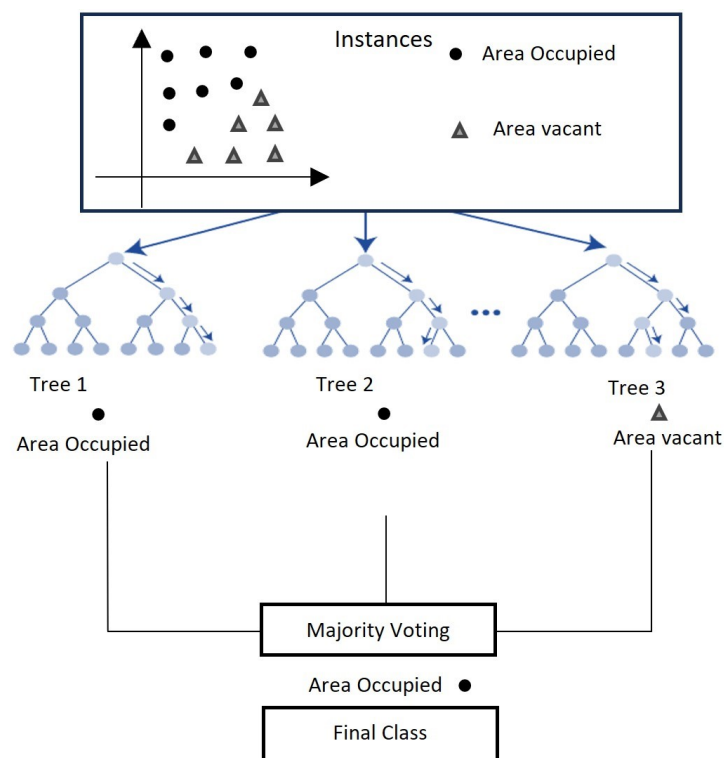 Instances
Area Occupied
Area vacant
Tree 1
Tree 2
Tree 3
Area Occupied
Area Occupied
Area vacant
Majority Voting
Area Occupied
Final Class